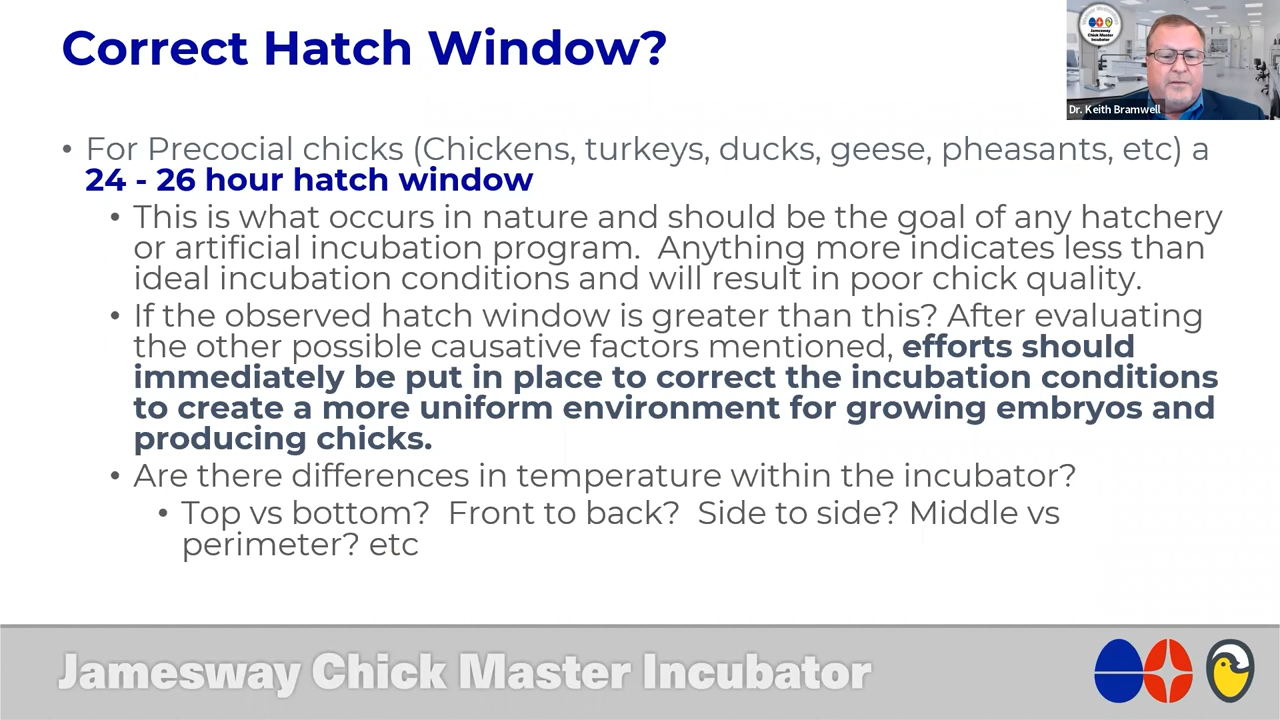 Correct Hatch Window?
Jamesway
Chick Master
Incubator
Dr. Keith Bramwell
• For Precocial chicks (Chickens, turkeys, ducks, geese, pheasants, etc) a
24 - 26 hour hatch window
• This is what occurs in nature and should be the goal of any hatchery
or artificial incubation program.  Anything more indicates less than
ideal incubation conditions and will result in poor chick quality.
• If the observed hatch window is greater than this? After evaluating
the other possible causative factors mentioned, efforts should
immediately be put in place to correct the incubation conditions
to create a more uniform environment for growing embryos and
producing chicks.
• Are there differences in temperature within the incubator?
• Top vs bottom?  Front to back?  Side to side? Middle vs
perimeter? etc
Jamesway Chick Master Incubator